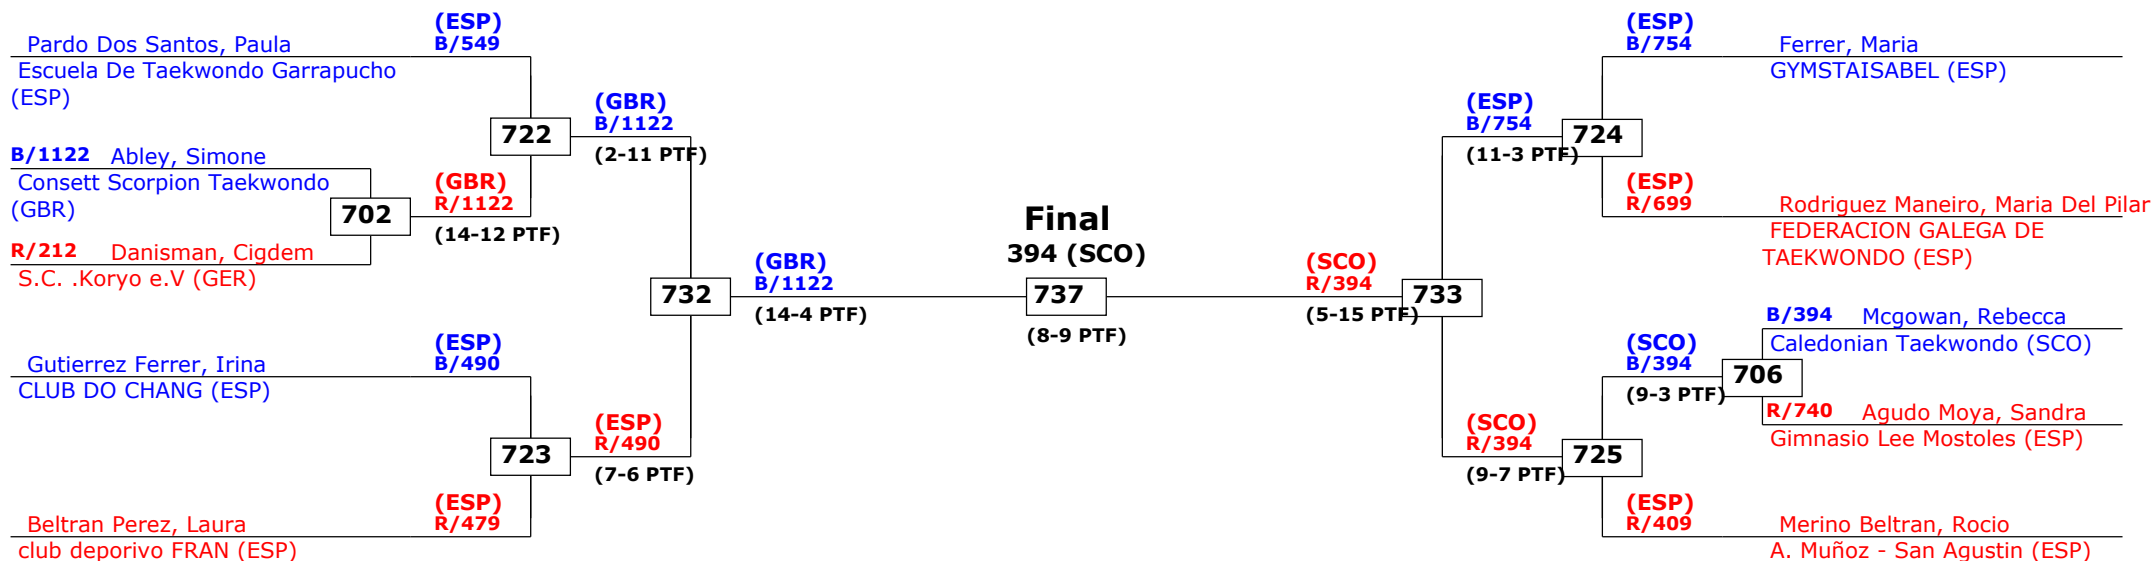 (ESP)
B/549
Pardo Dos Santos, Paula
Escuela De Taekwondo Garrapucho
(ESP)
722
(GBR)
B/1122
(2-11 PTF)
B/1122 Abley, Simone
Consett Scorpion Taekwondo
(GBR)
702
(GBR)
R/1122
(14-12 PTF)
R/212 Danisman, Cigdem
S.C. .Koryo e.V (GER)
732
(GBR)
B/1122
(14-4 PTF)
(ESP)
B/490
Gutierrez Ferrer, Irina
CLUB DO CHANG (ESP)
723
(ESP)
R/490
(7-6 PTF)
(ESP)
R/479
Beltran Perez, Laura
club deporivo FRAN (ESP)
Final
394 (SCO)
737
(8-9 PTF)
(ESP)
B/754
Ferrer, Maria
GYMSTAISABEL (ESP)
(ESP)
B/754
(11-3 PTF)
724
(ESP)
R/699
Rodriguez Maneiro, Maria Del Pilar
FEDERACION GALEGA DE
TAEKWONDO (ESP)
(SCO)
R/394
(5-15 PTF)
733
B/394 Mcgowan, Rebecca
Caledonian Taekwondo (SCO)
(SCO)
B/394
(9-3 PTF)
706
R/740 Agudo Moya, Sandra
Gimnasio Lee Mostoles (ESP)
(SCO)
R/394
(9-7 PTF)
725
(ESP)
R/409
Merino Beltran, Rocio
A. Muñoz - San Agustin (ESP)